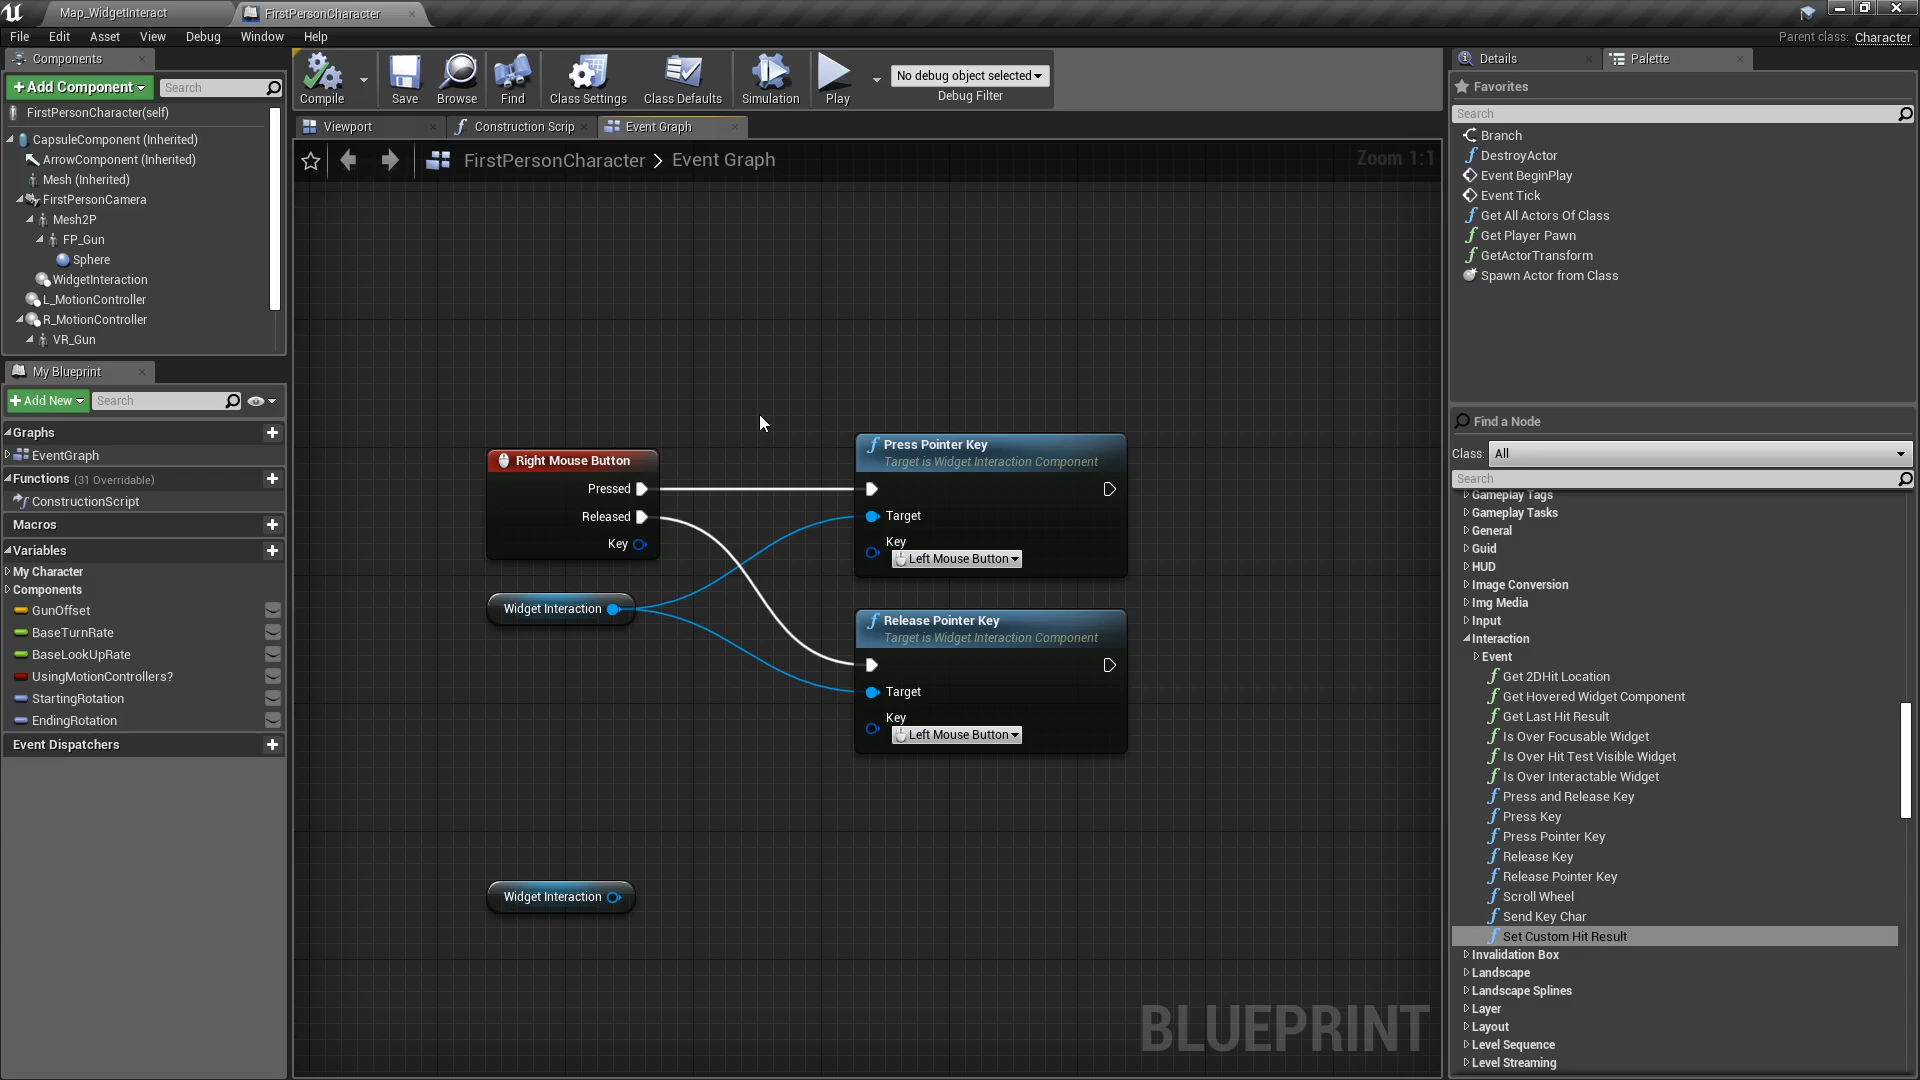 Map_WidgetInteract
FirstPersonCharacter
File Edit Asset View Debug Window Help
Parent class: Character
Components
+Add Component
Search
FirstPersonCharacter(self)
CapsuleComponent (Inherited)
ArrowComponent (Inherited)
Mesh (Inherited)
FirstPersonCamera
Mesh2P
FP_Gun
Sphere
WidgetInteraction
L_MotionController
R_MotionController
VR_Gun
My Blueprint
+Add New
Search
Graphs
EventGraph
Functions (31 Overridable)
ConstructionScript
Macros
Variables
My Character
Components
GunOffset
BaseTurnRate
BaseLookUpRate
UsingMotionControllers?
StartingRotation
EndingRotation
Event Dispatchers
Compile
Save
Browse
Find
Class Settings
Class Defaults
Simulation
Play
No debug object selected
Debug Filter
Viewport
Construction Scrip
Event Graph
FirstPersonCharacter > Event Graph
Zoom 1:1
Right Mouse Button
Pressed
Released
Key
Widget Interaction
Press Pointer Key
Target is Widget Interaction Component
Target
Key
Left Mouse Button
Release Pointer Key
Target is Widget Interaction Component
Target
Key
Left Mouse Button
Widget Interaction
BLUEPRINT
Details
Palette
Favorites
Search
Branch
DestroyActor
Event BeginPlay
Event Tick
Get All Actors Of Class
Get Player Pawn
GetActorTransform
Spawn Actor from Class
Find a Node
Class: All
Search
Gameplay Tags
Gameplay Tasks
General
Guid
HUD
Image Conversion
Img Media
Input
Interaction
Event
Get 2DHit Location
Get Hovered Widget Component
Get Last Hit Result
Is Over Focusable Widget
Is Over Hit Test Visible Widget
Is Over Interactable Widget
Press and Release Key
Press Key
Press Pointer Key
Release Key
Release Pointer Key
Scroll Wheel
Send Key Char
Set Custom Hit Result
Invalidation Box
Landscape
Landscape Splines
Layer
Layout
Level Sequence
Level Streaming